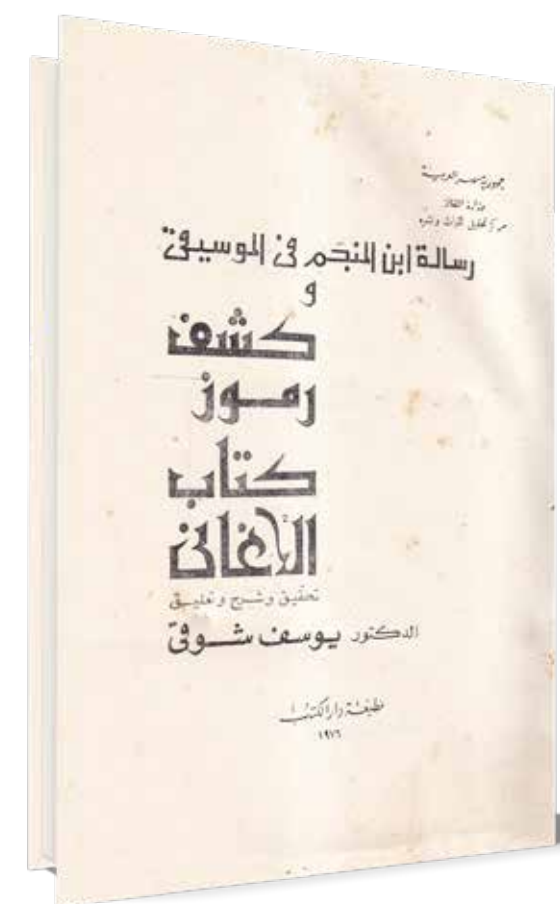 جمهورية مصر العربية
وزارة الثقافة
مركز تحقيق التراث ونشره
رسالة ابن المنجم فى الموسيقى
و
كشف
رموز
كتاب
الأغانى
تحقيق وشرح وتعليق
الدكتور يوسف شوقى
مطبعة دار الكتب
١٩٧٦